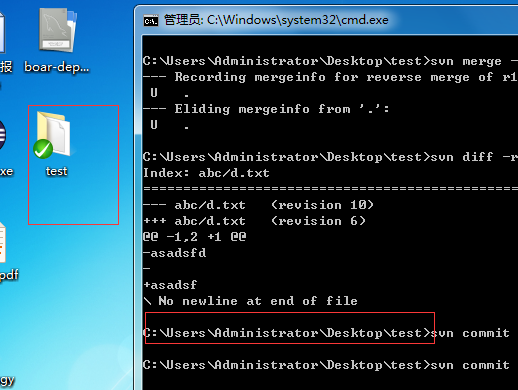 报
boar-dep...
xe
test
pdf
gy
管理员: C:\Windows\system32\cmd.exe
C:\Users\Administrator\Desktop\test>svn merge -
--- Recording mergeinfo for reverse merge of r1
 U   .
--- Eliding mergeinfo from '.':
 U   .
C:\Users\Administrator\Desktop\test>svn diff -r
Index: abc/d.txt
===================================================
--- abc/d.txt   (revision 10)
+++ abc/d.txt   (revision 6)
@@ -1,2 +1 @@
-asadsfd
-
+asadsf
\ No newline at end of file
C:\Users\Administrator\Desktop\test>svn commit
C:\Users\Administrator\Desktop\test>svn commit